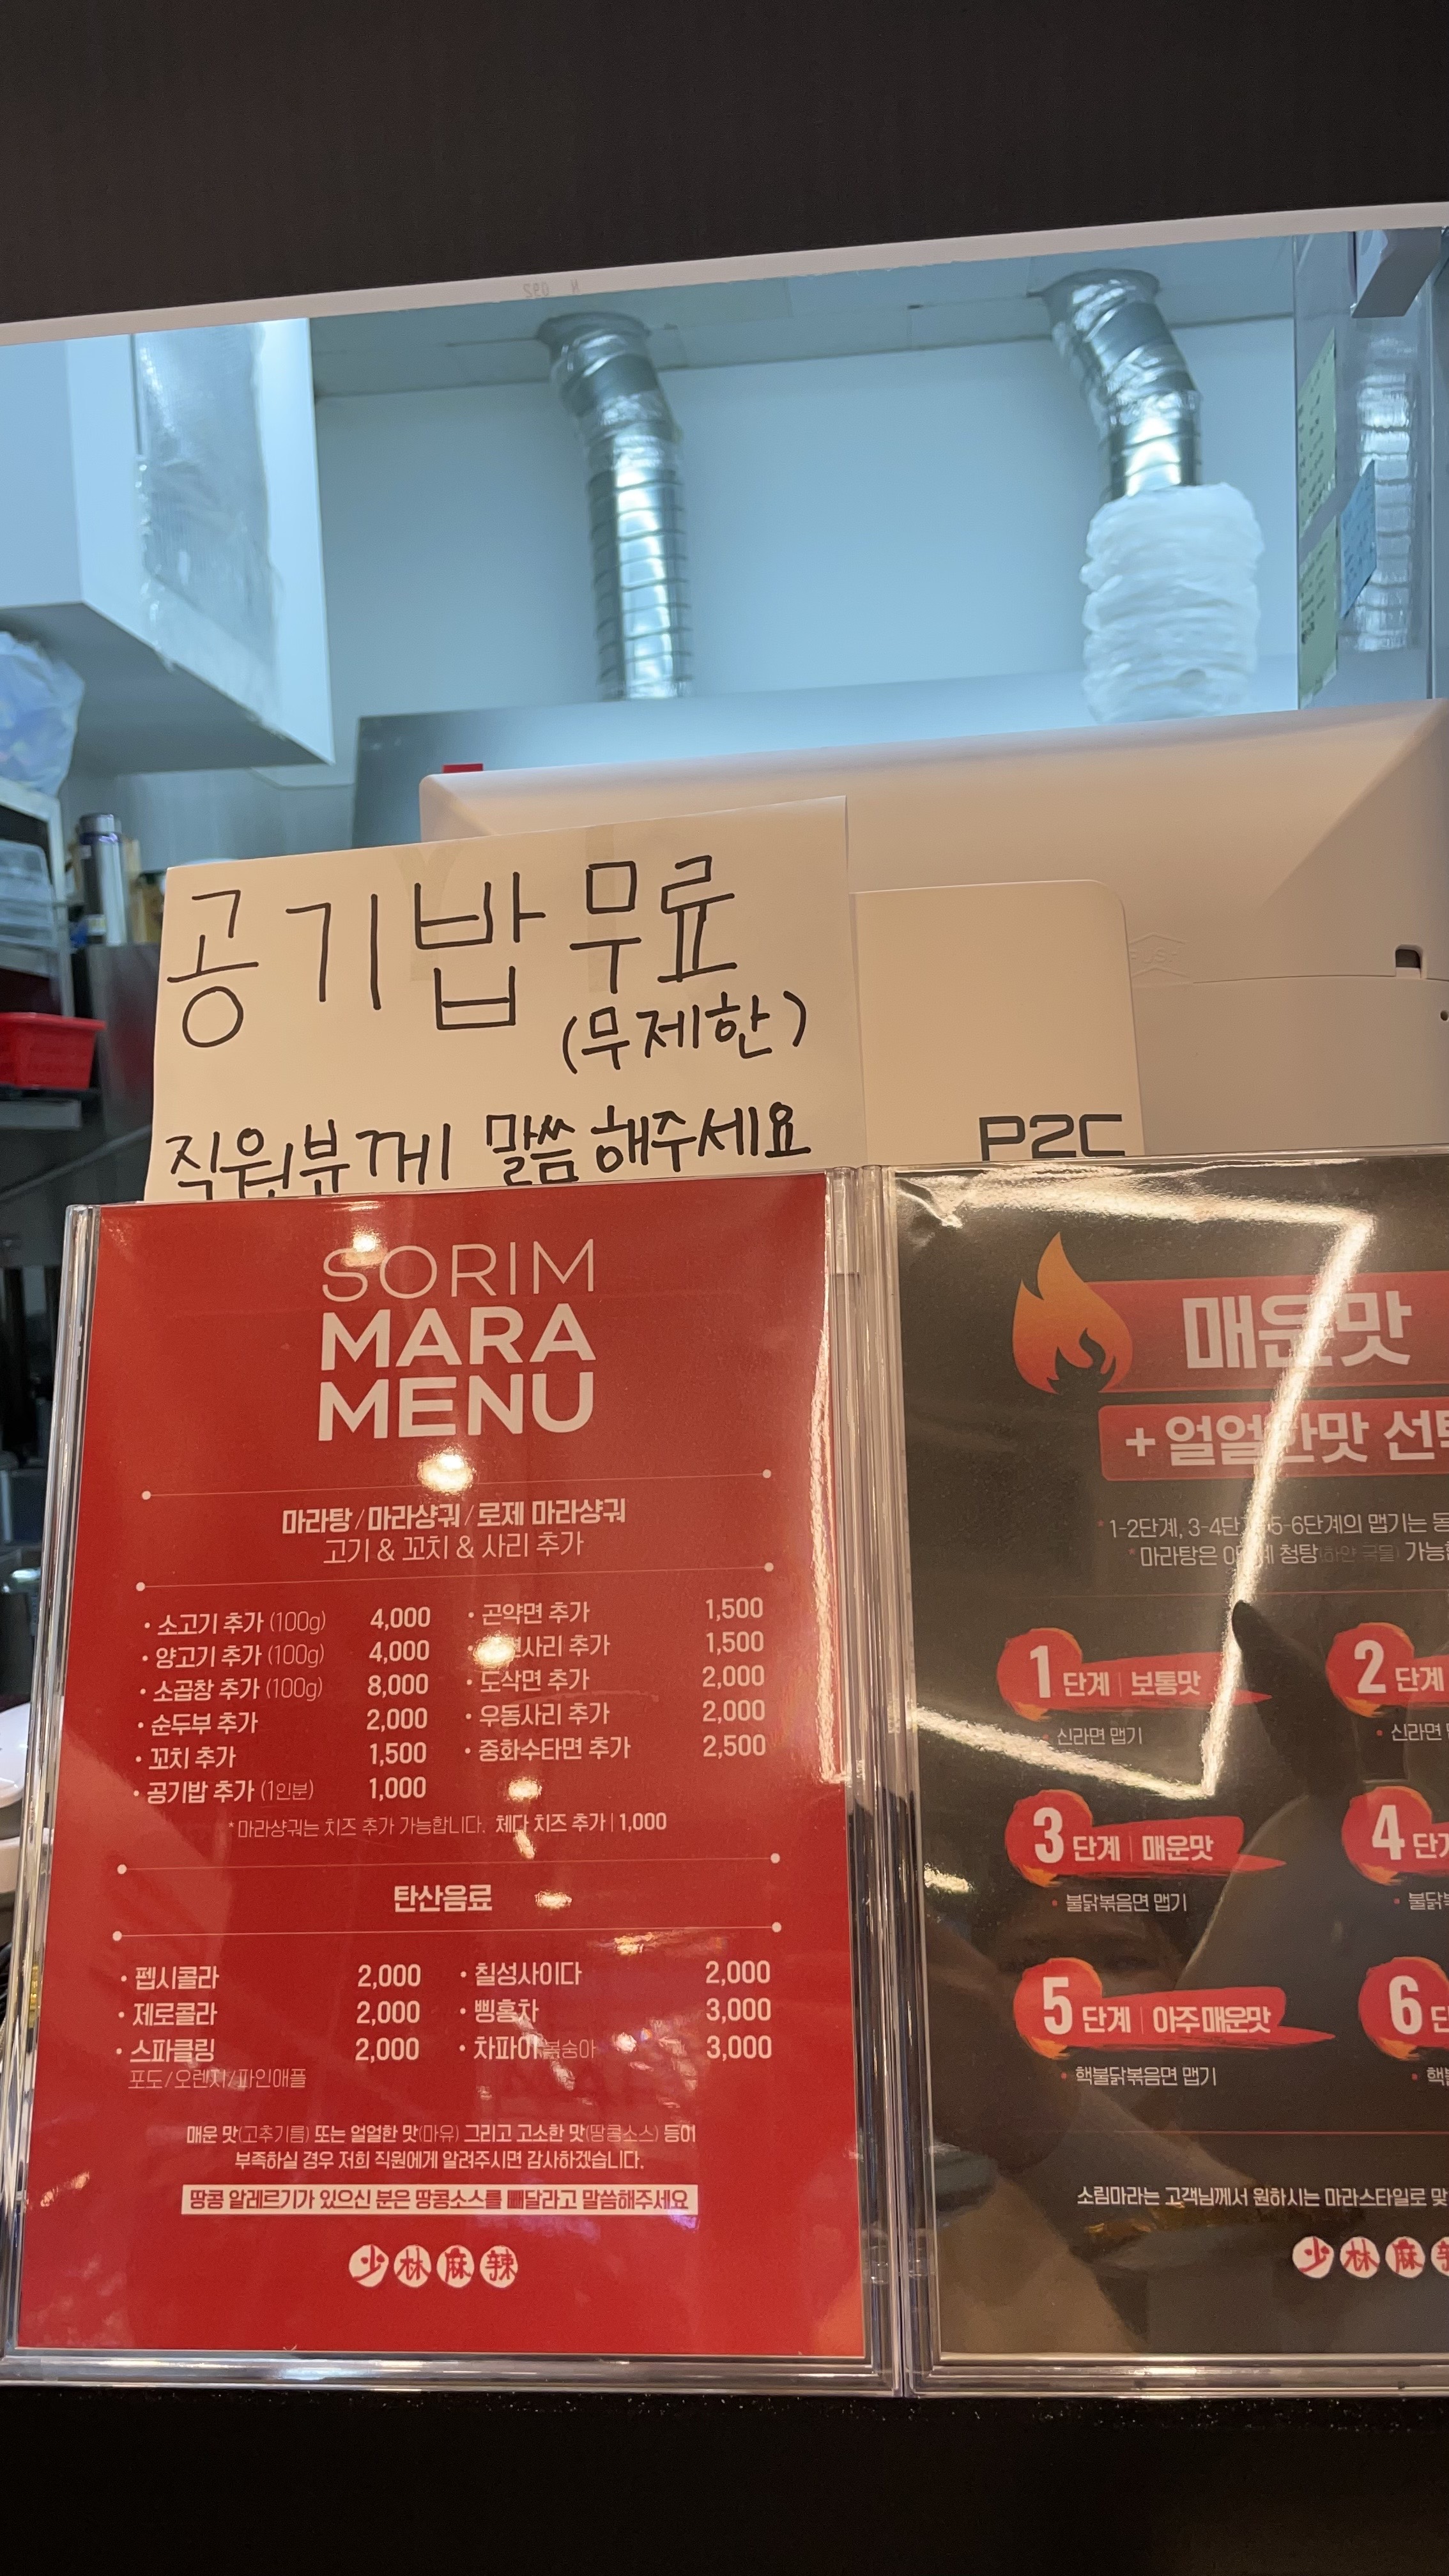 공기밥 무료
(무제한)
직원분께 말씀해주세요
P2C
SORIM
MARA
MENU
마라탕/마라샹궈/로제 마라샹궈
고기 & 꼬치 & 사리 추가
• 소고기 추가 (100g) 4,000
• 양고기 추가 (100g) 4,000
• 소곱창 추가 (100g) 8,000
• 순두부 추가 2,000
• 꼬치 추가 1,500
• 공기밥 추가 (1인분) 1,000
• 곤약면 추가 1,500
사리 추가 1,500
• 도삭면 추가 2,000
• 우동사리 추가 2,000
• 중화수타면 추가 2,500
* 마라샹궈는 치즈 추가 가능합니다. 체다 치즈 추가 | 1,000
탄산음료
• 펩시콜라 2,000
• 제로콜라 2,000
• 스파클링 2,000
포도/오렌지/파인애플
• 칠성사이다 2,000
• 삥홍차 3,000
• 차파이 복숭아 3,000
매운 맛(고추기름) 또는 얼얼한 맛(마유) 그리고 고소한 맛(땅콩소스) 등이
부족하실 경우 저희 직원에게 알려주시면 감사하겠습니다.
땅콩 알레르기가 있으신 분은 땅콩소스를 빼달라고 말씀해주세요
少林麻辣
매운맛
+ 얼얼한맛 선
* 1-2단계, 3-4단계, 5-6단계의 맵기는 동
* 마라탕은 0단계 청탕(하얀 국물) 가능
1 단계 | 보통맛
• 신라면 맵기
2 단계
• 신라면
3 단계 | 매운맛
• 불닭볶음면 맵기
4 단
• 불닭
5 단계 | 아주매운맛
• 핵불닭볶음면 맵기
6
소림마라는 고객님께서 원하시는 마라스타일로 맞
少林麻